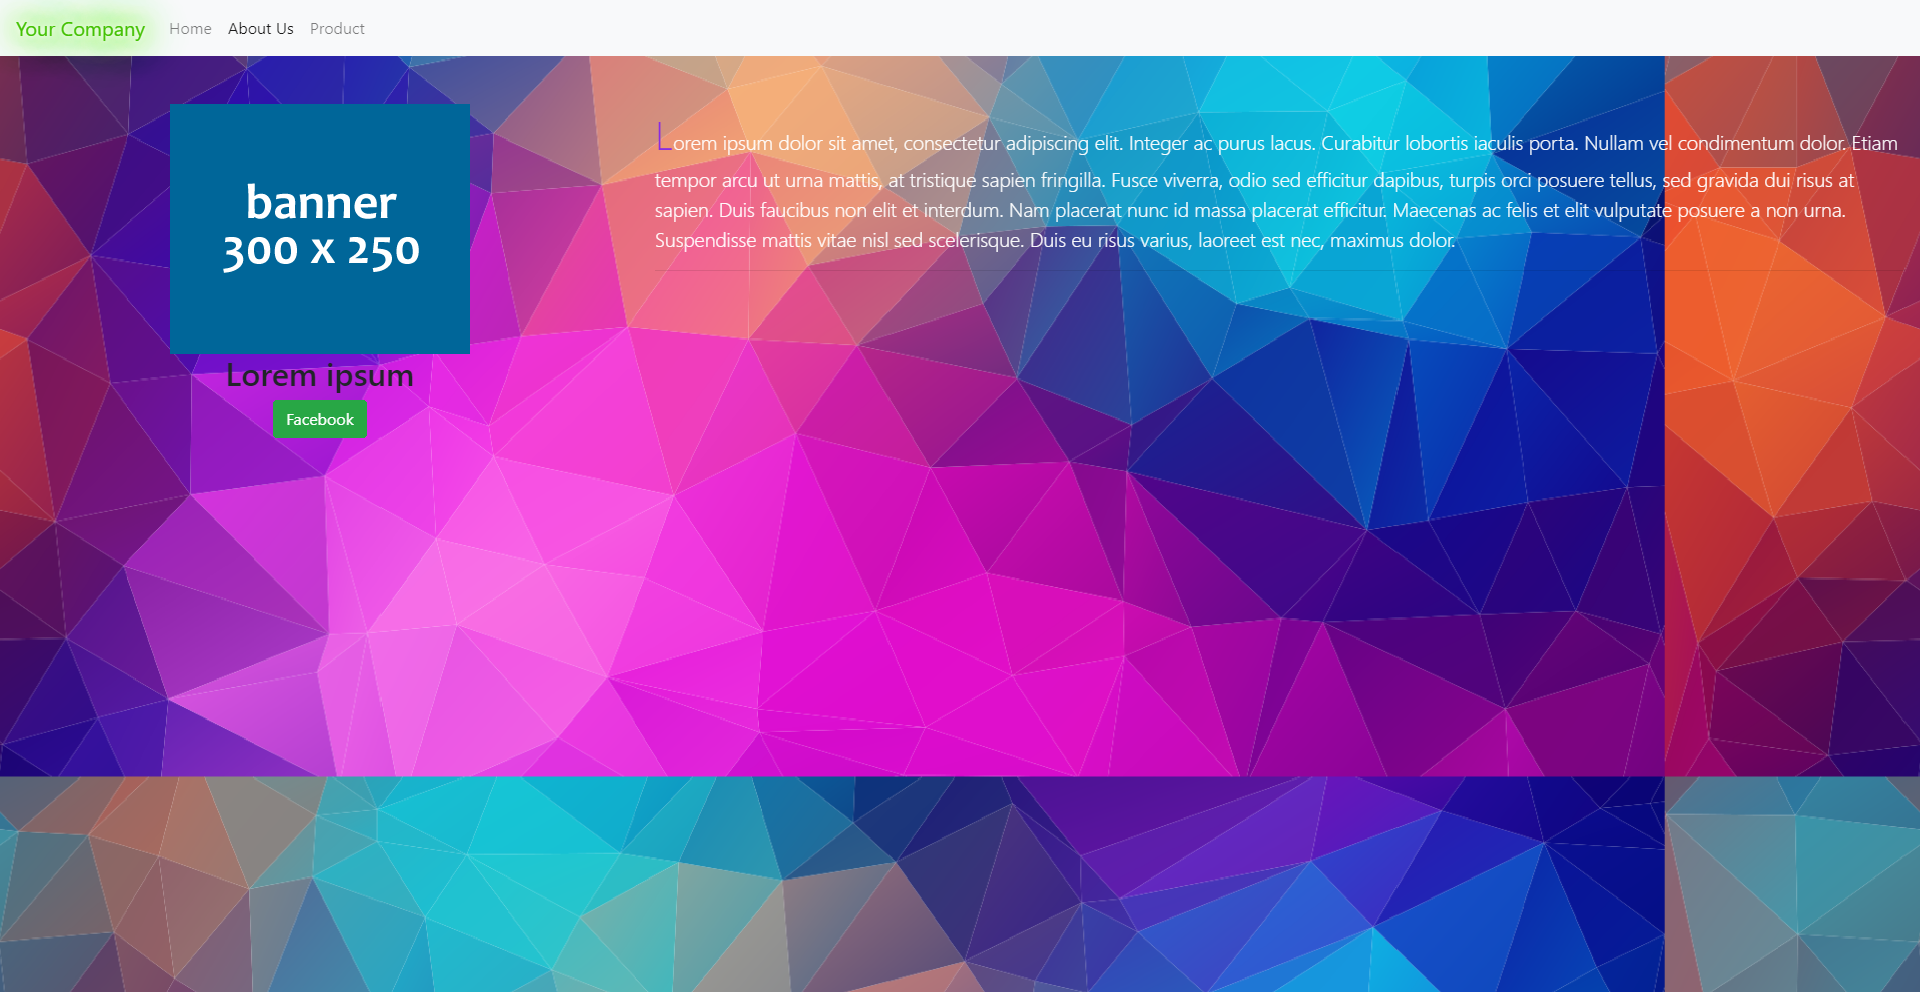 Your Company Home About Us Product
banner
300 x 250
Lorem ipsum
Facebook
Lorem ipsum dolor sit amet, consectetur adipiscing elit. Integer ac purus lacus. Curabitur lobortis iaculis porta. Nullam vel condimentum dolor. Etiam
tempor arcu ut urna mattis, at tristique sapien fringilla. Fusce viverra, odio sed efficitur dapibus, turpis orci posuere tellus, sed gravida dui risus at
sapien. Duis faucibus non elit et interdum. Nam placerat nunc id massa placerat efficitur. Maecenas ac felis et elit vulputate posuere a non urna.
Suspendisse mattis vitae nisl sed scelerisque. Duis eu risus varius, laoreet est nec, maximus dolor.